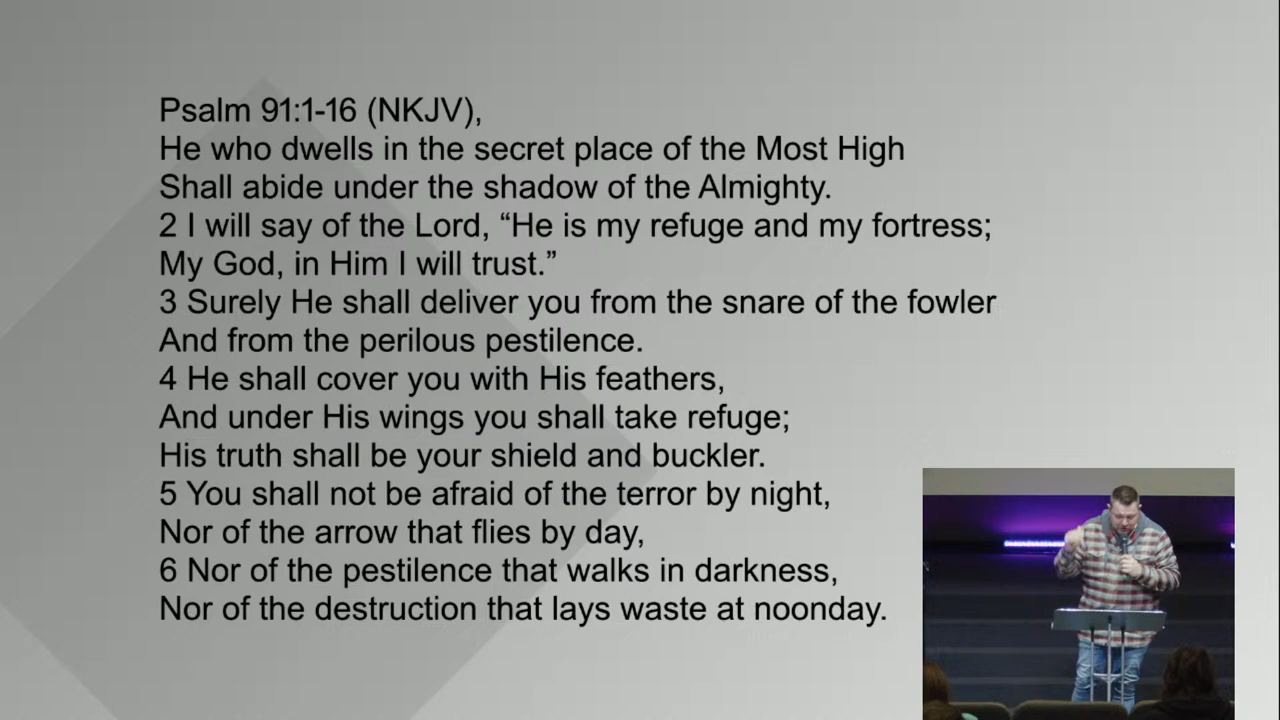 Psalm 91:1-16 (NKJV),
He who dwells in the secret place of the Most High
Shall abide under the shadow of the Almighty.
2 I will say of the Lord, “He is my refuge and my fortress;
My God, in Him I will trust.”
3 Surely He shall deliver you from the snare of the fowler
And from the perilous pestilence.
4 He shall cover you with His feathers,
And under His wings you shall take refuge;
His truth shall be your shield and buckler.
5 You shall not be afraid of the terror by night,
Nor of the arrow that flies by day,
6 Nor of the pestilence that walks in darkness,
Nor of the destruction that lays waste at noonday.